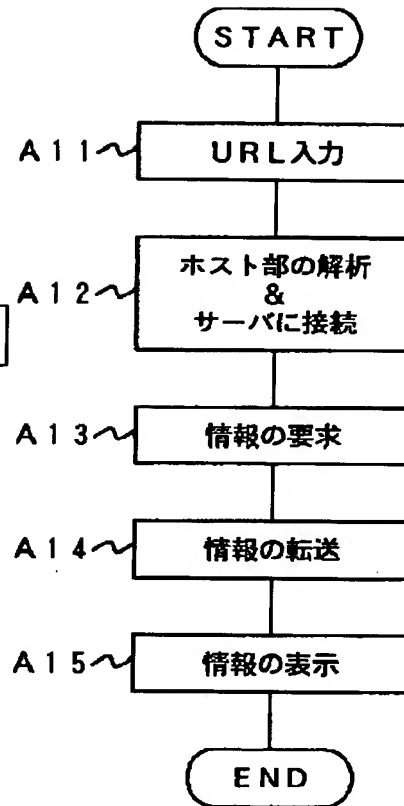 START
A11
URL入力
A12
ホスト部の解析
&
サーバに接続
A13
情報の要求
A14
情報の転送
A15
情報の表示
END